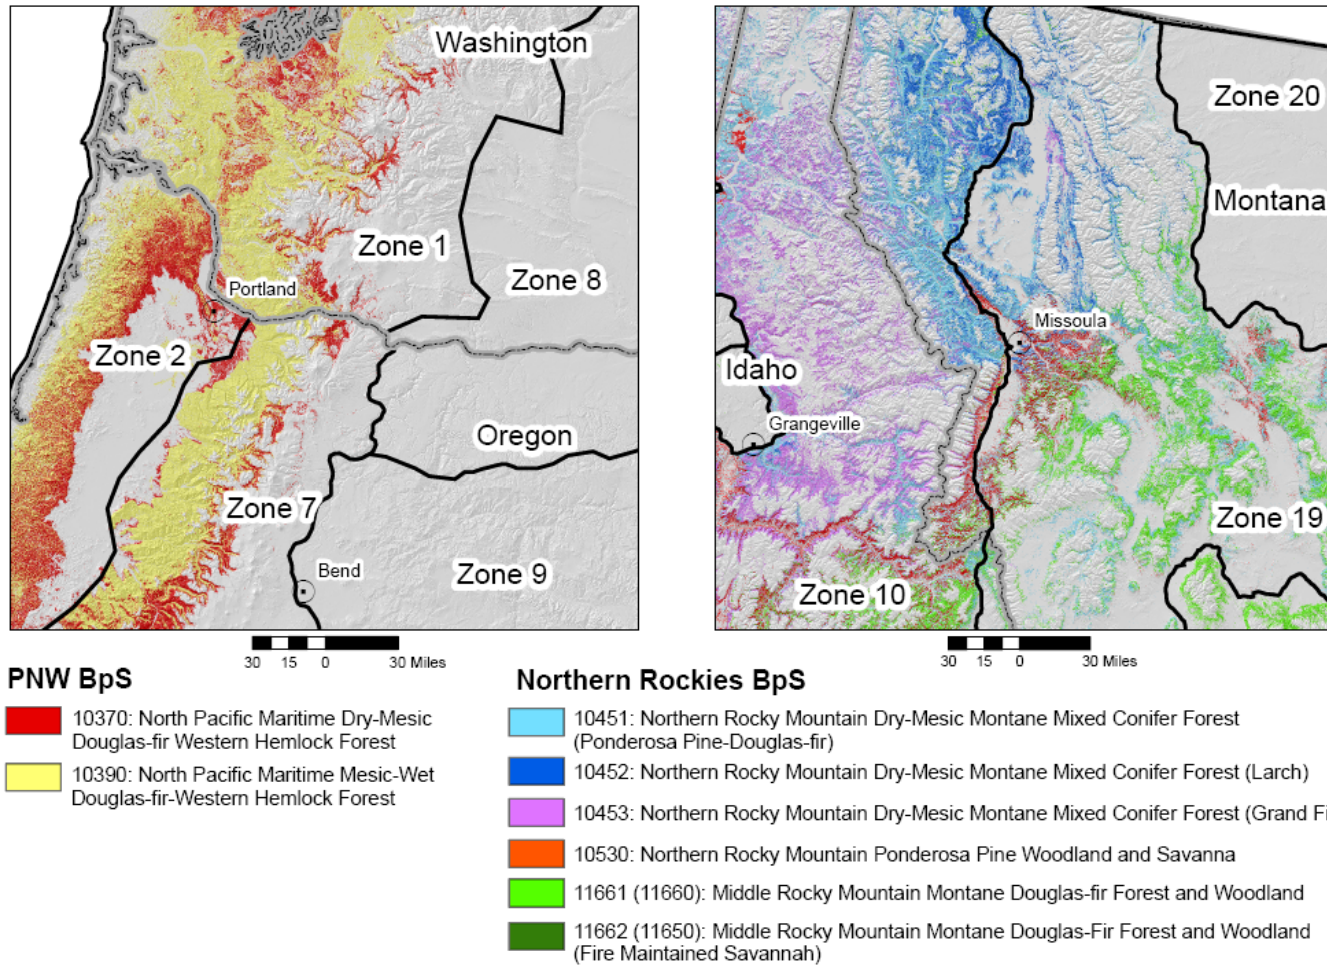 Washington
Zone 1
Zone 8
Portland
Zone 2
Oregon
Zone 7
Bend
Zone 9
30 15 0 30 Miles
Zone 20
Montana
Missoula
Idaho
Grangeville
Zone 10
Zone 19
30 15 0 30 Miles
PNW BpS
10370: North Pacific Maritime Dry-Mesic
Douglas-fir Western Hemlock Forest
10390: North Pacific Maritime Mesic-Wet
Douglas-fir-Western Hemlock Forest
Northern Rockies BpS
10451: Northern Rocky Mountain Dry-Mesic Montane Mixed Conifer Forest
(Ponderosa Pine-Douglas-fir)
10452: Northern Rocky Mountain Dry-Mesic Montane Mixed Conifer Forest (Larch)
10453: Northern Rocky Mountain Dry-Mesic Montane Mixed Conifer Forest (Grand Fi
10530: Northern Rocky Mountain Ponderosa Pine Woodland and Savanna
11661 (11660): Middle Rocky Mountain Montane Douglas-fir Forest and Woodland
11662 (11650): Middle Rocky Mountain Montane Douglas-Fir Forest and Woodland
(Fire Maintained Savannah)